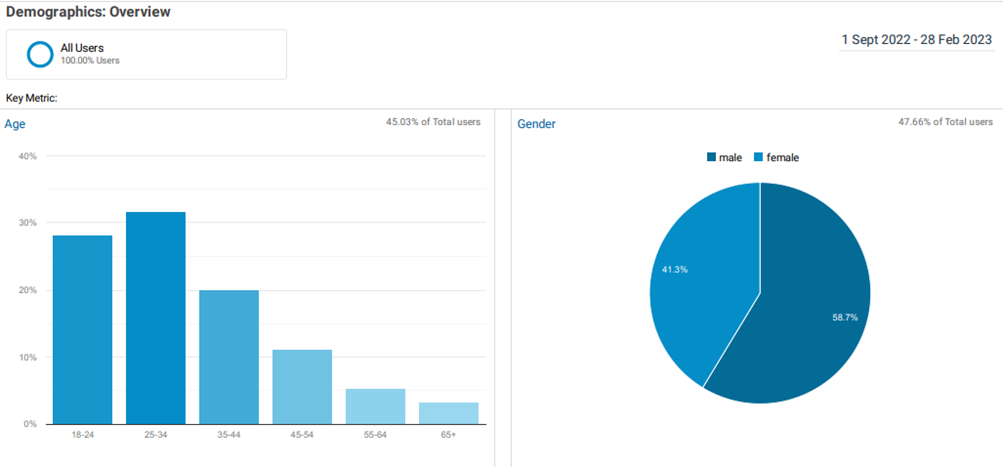 Demographics: Overview
All Users
100.00% Users
1 Sept 2022 - 28 Feb 2023
Key Metric:
Age
45.03% of Total users
40%
30%
20%
10%
0%
18-24 25-34 35-44 45-54 55-64 65+
Gender
47.66% of Total users
male female
41.3%
58.7%